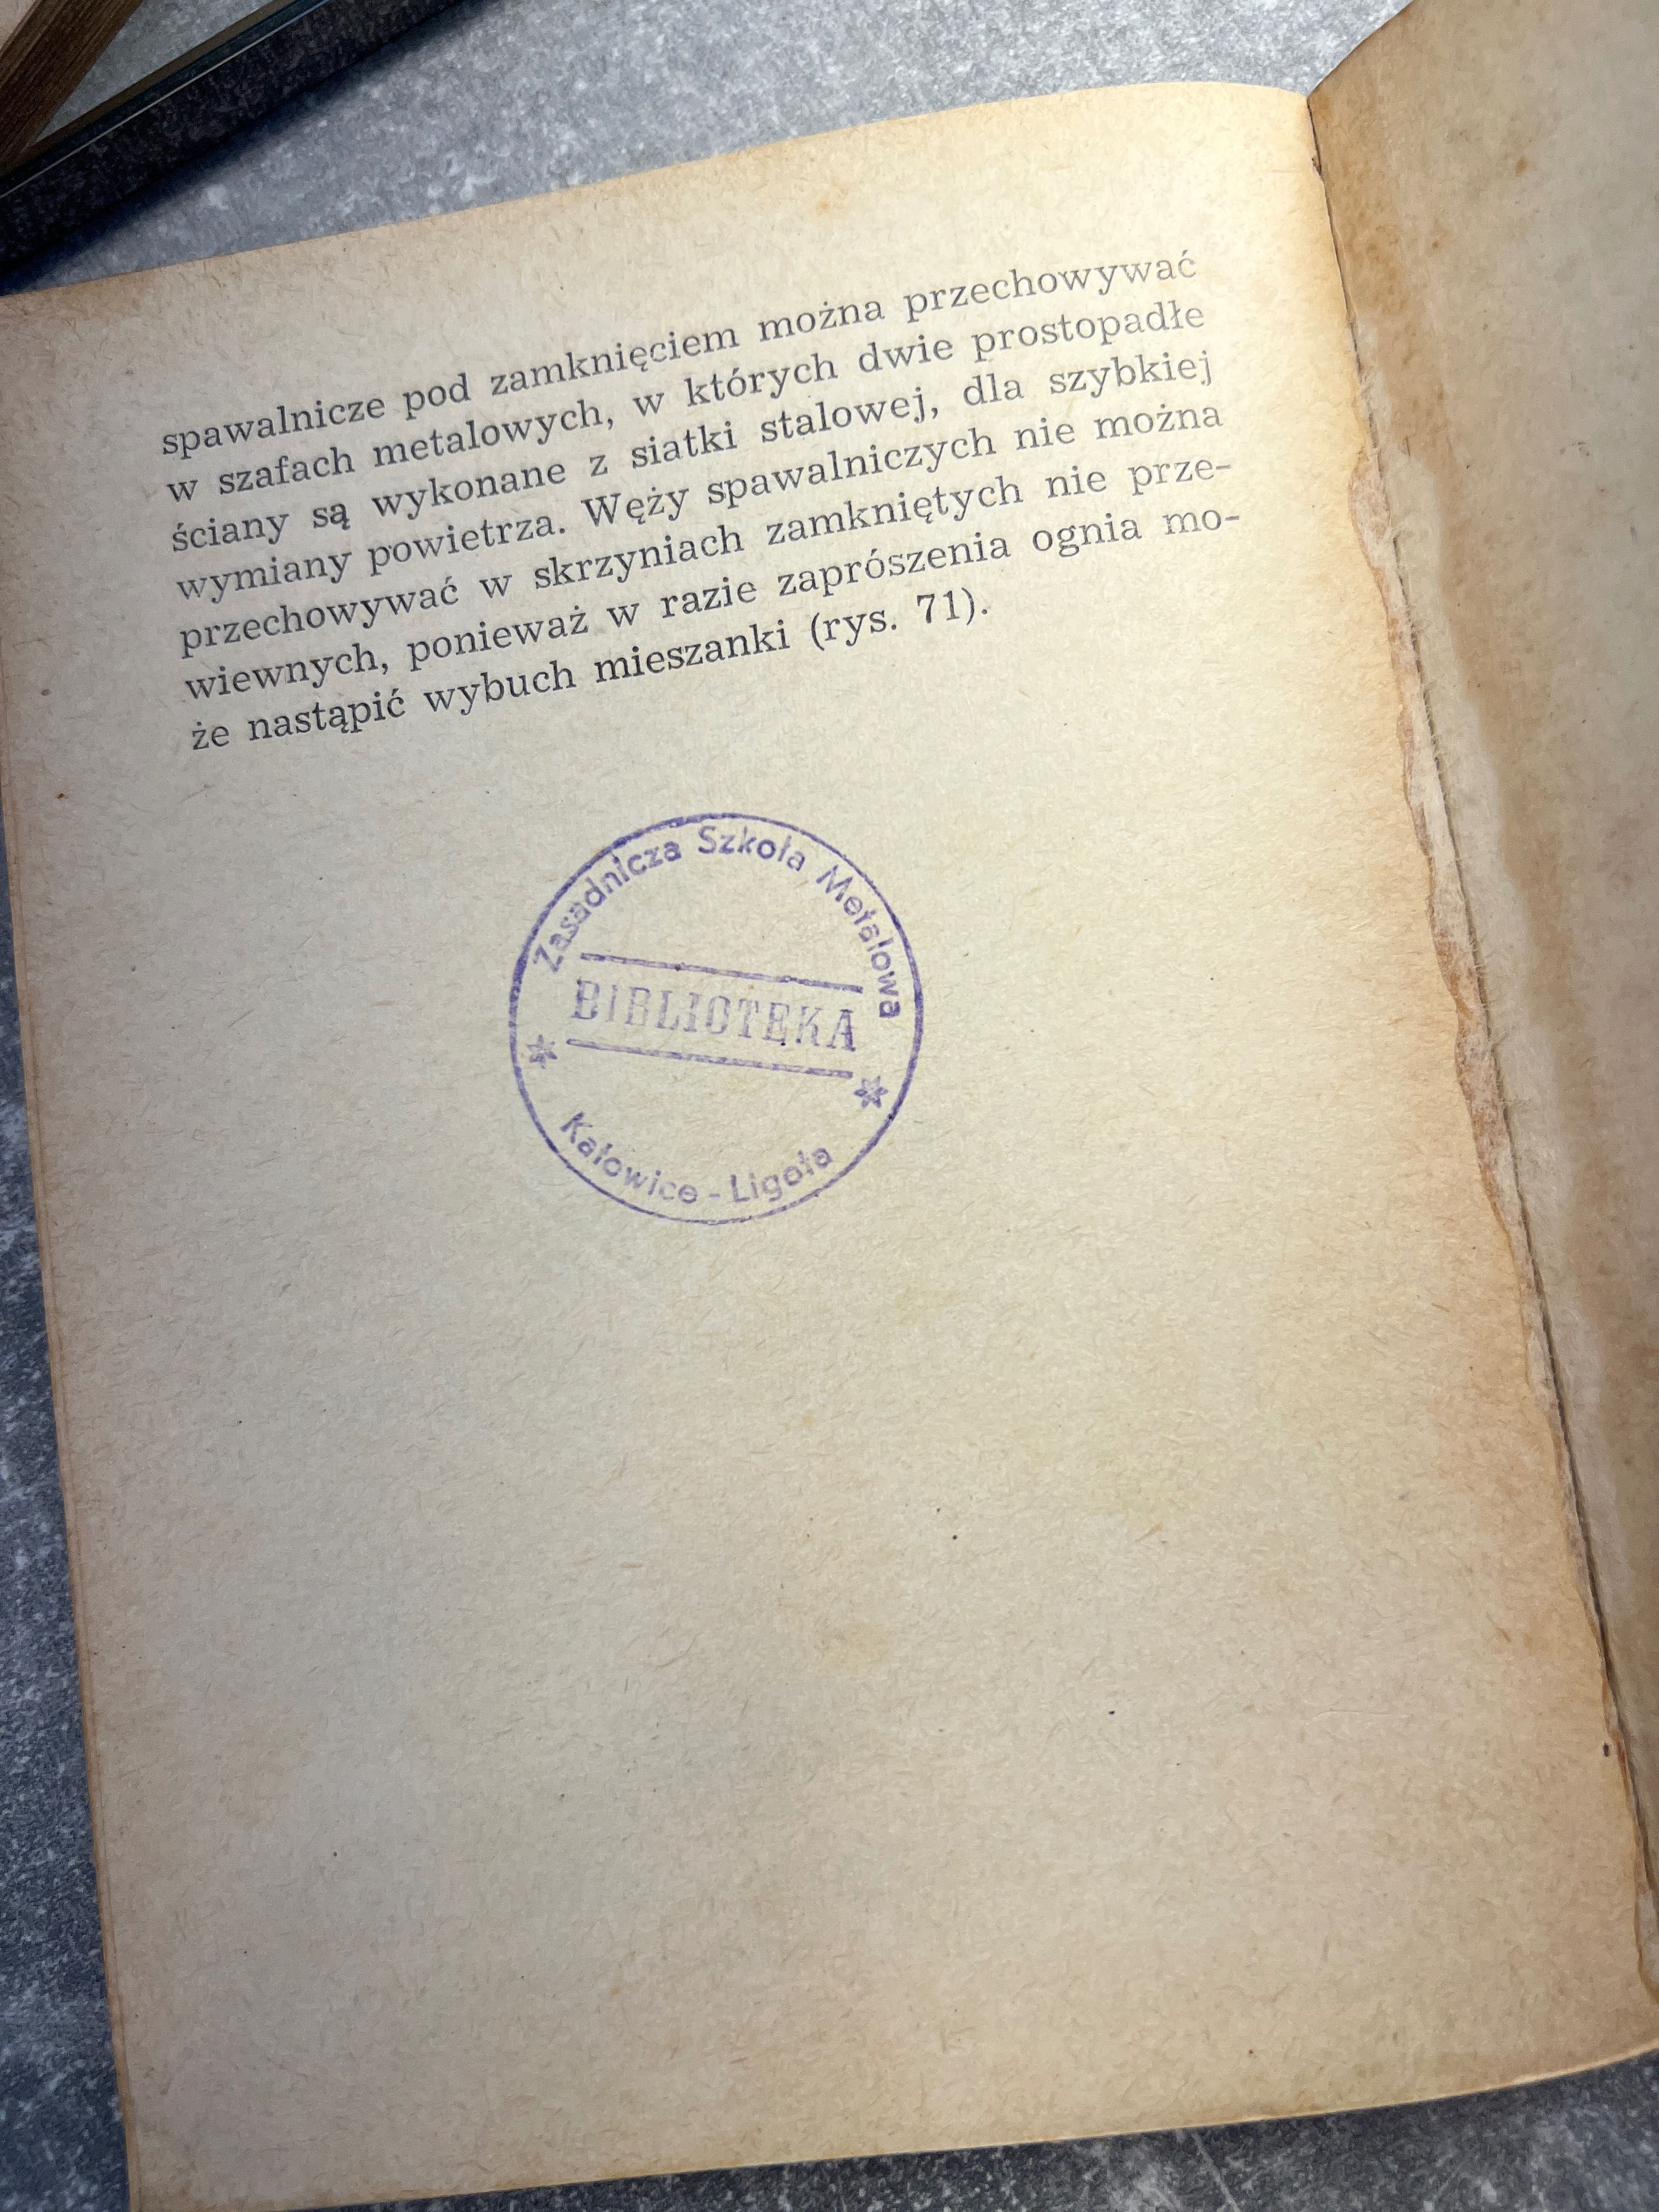 spawalnicze pod zamknięciem można przechowywać
w szafach metalowych, w których dwie prostopadłe
ściany są wykonane z siatki stalowej, dla szybkiej
wymiany powietrza. Węży spawalniczych nie można
przechowywać w skrzyniach zamkniętych nie prze-
wiewnych, ponieważ w razie zaprószenia ognia mo-
że nastąpić wybuch mieszanki (rys. 71).
Zasadnicza Szkoła Metalowa
BIBLIOTEKA
Katowice - Ligota